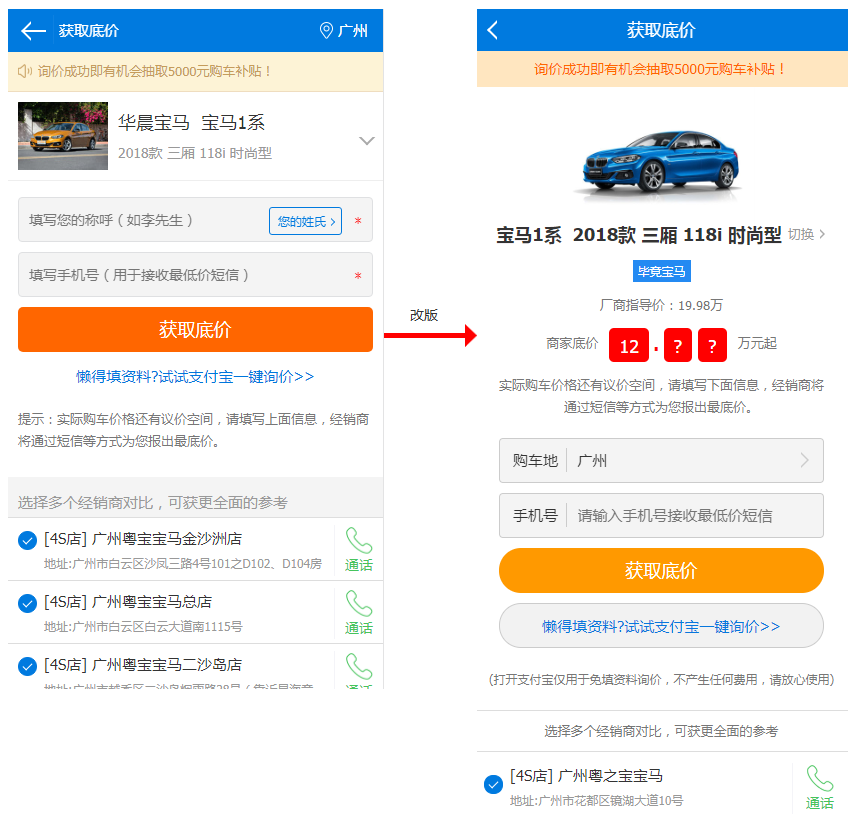 获取底价
广州
询价成功即有机会抽取5000元购车补贴！
华晨宝马 宝马1系
2018款 三厢 118i 时尚型
填写您的称呼（如李先生） 您的姓氏 > *
填写手机号（用于接收最低价短信） *
获取底价
懒得填资料?试试支付宝一键询价>>
提示：实际购车价格还有议价空间，请填写上面信息，经销商
将通过短信等方式为您报出最底价。
选择多个经销商对比，可获更全面的参考
[4S店] 广州粤宝宝马金沙洲店
地址:广州市白云区沙凤三路4号101之D102、D104房
通话
[4S店] 广州粤宝宝马总店
地址:广州市白云区白云大道南1115号
通话
[4S店] 广州粤宝宝马二沙岛店
改版
获取底价
询价成功即有机会抽取5000元购车补贴！
宝马1系 2018款 三厢 118i 时尚型 切换 >
毕竟宝马
厂商指导价：19.98万
商家底价 12 . ? ? 万元起
实际购车价格还有议价空间，请填写下面信息，经销商将
通过短信等方式为您报出最底价。
购车地 广州
手机号 请输入手机号接收最低价短信
获取底价
懒得填资料?试试支付宝一键询价>>
(打开支付宝仅用于免填资料询价，不产生任何费用，请放心使用)
选择多个经销商对比，可获更全面的参考
[4S店] 广州粤之宝宝马
地址:广州市花都区镜湖大道10号
通话